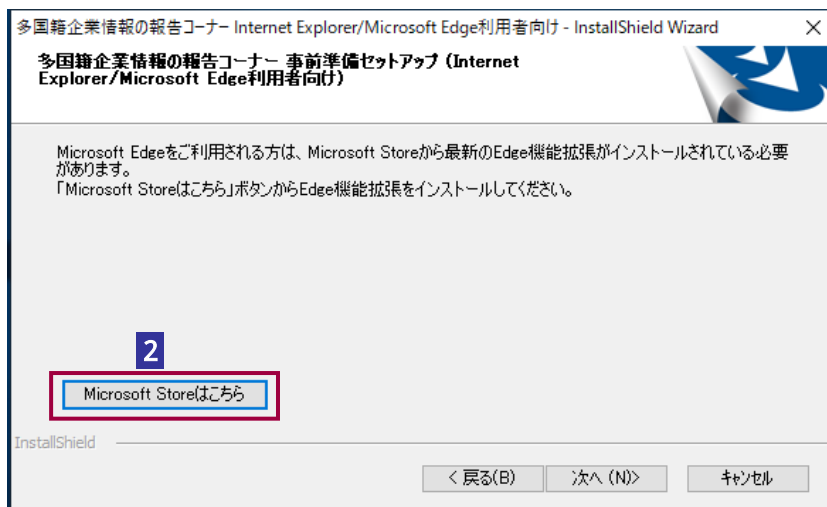 多国籍企業情報の報告コーナー Internet Explorer/Microsoft Edge利用者向け - InstallShield Wizard
多国籍企業情報の報告コーナー 事前準備セットアップ (Internet
Explorer/Microsoft Edge利用者向け)
Microsoft Edgeをご利用される方は、Microsoft Storeから最新のEdge機能拡張がインストールされている必要
があります。
「Microsoft Storeはこちら」ボタンからEdge機能拡張をインストールしてください。
2
Microsoft Storeはこちら
InstallShield
< 戻る(B) 次へ (N)> キャンセル